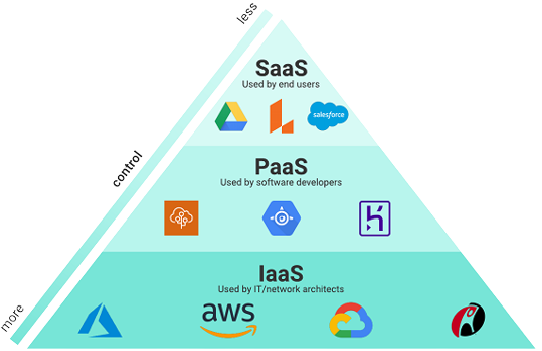 less
SaaS
Used by end users
salesforce
control
PaaS
Used by software developers
IaaS
Used by IT/network architects
more
aws